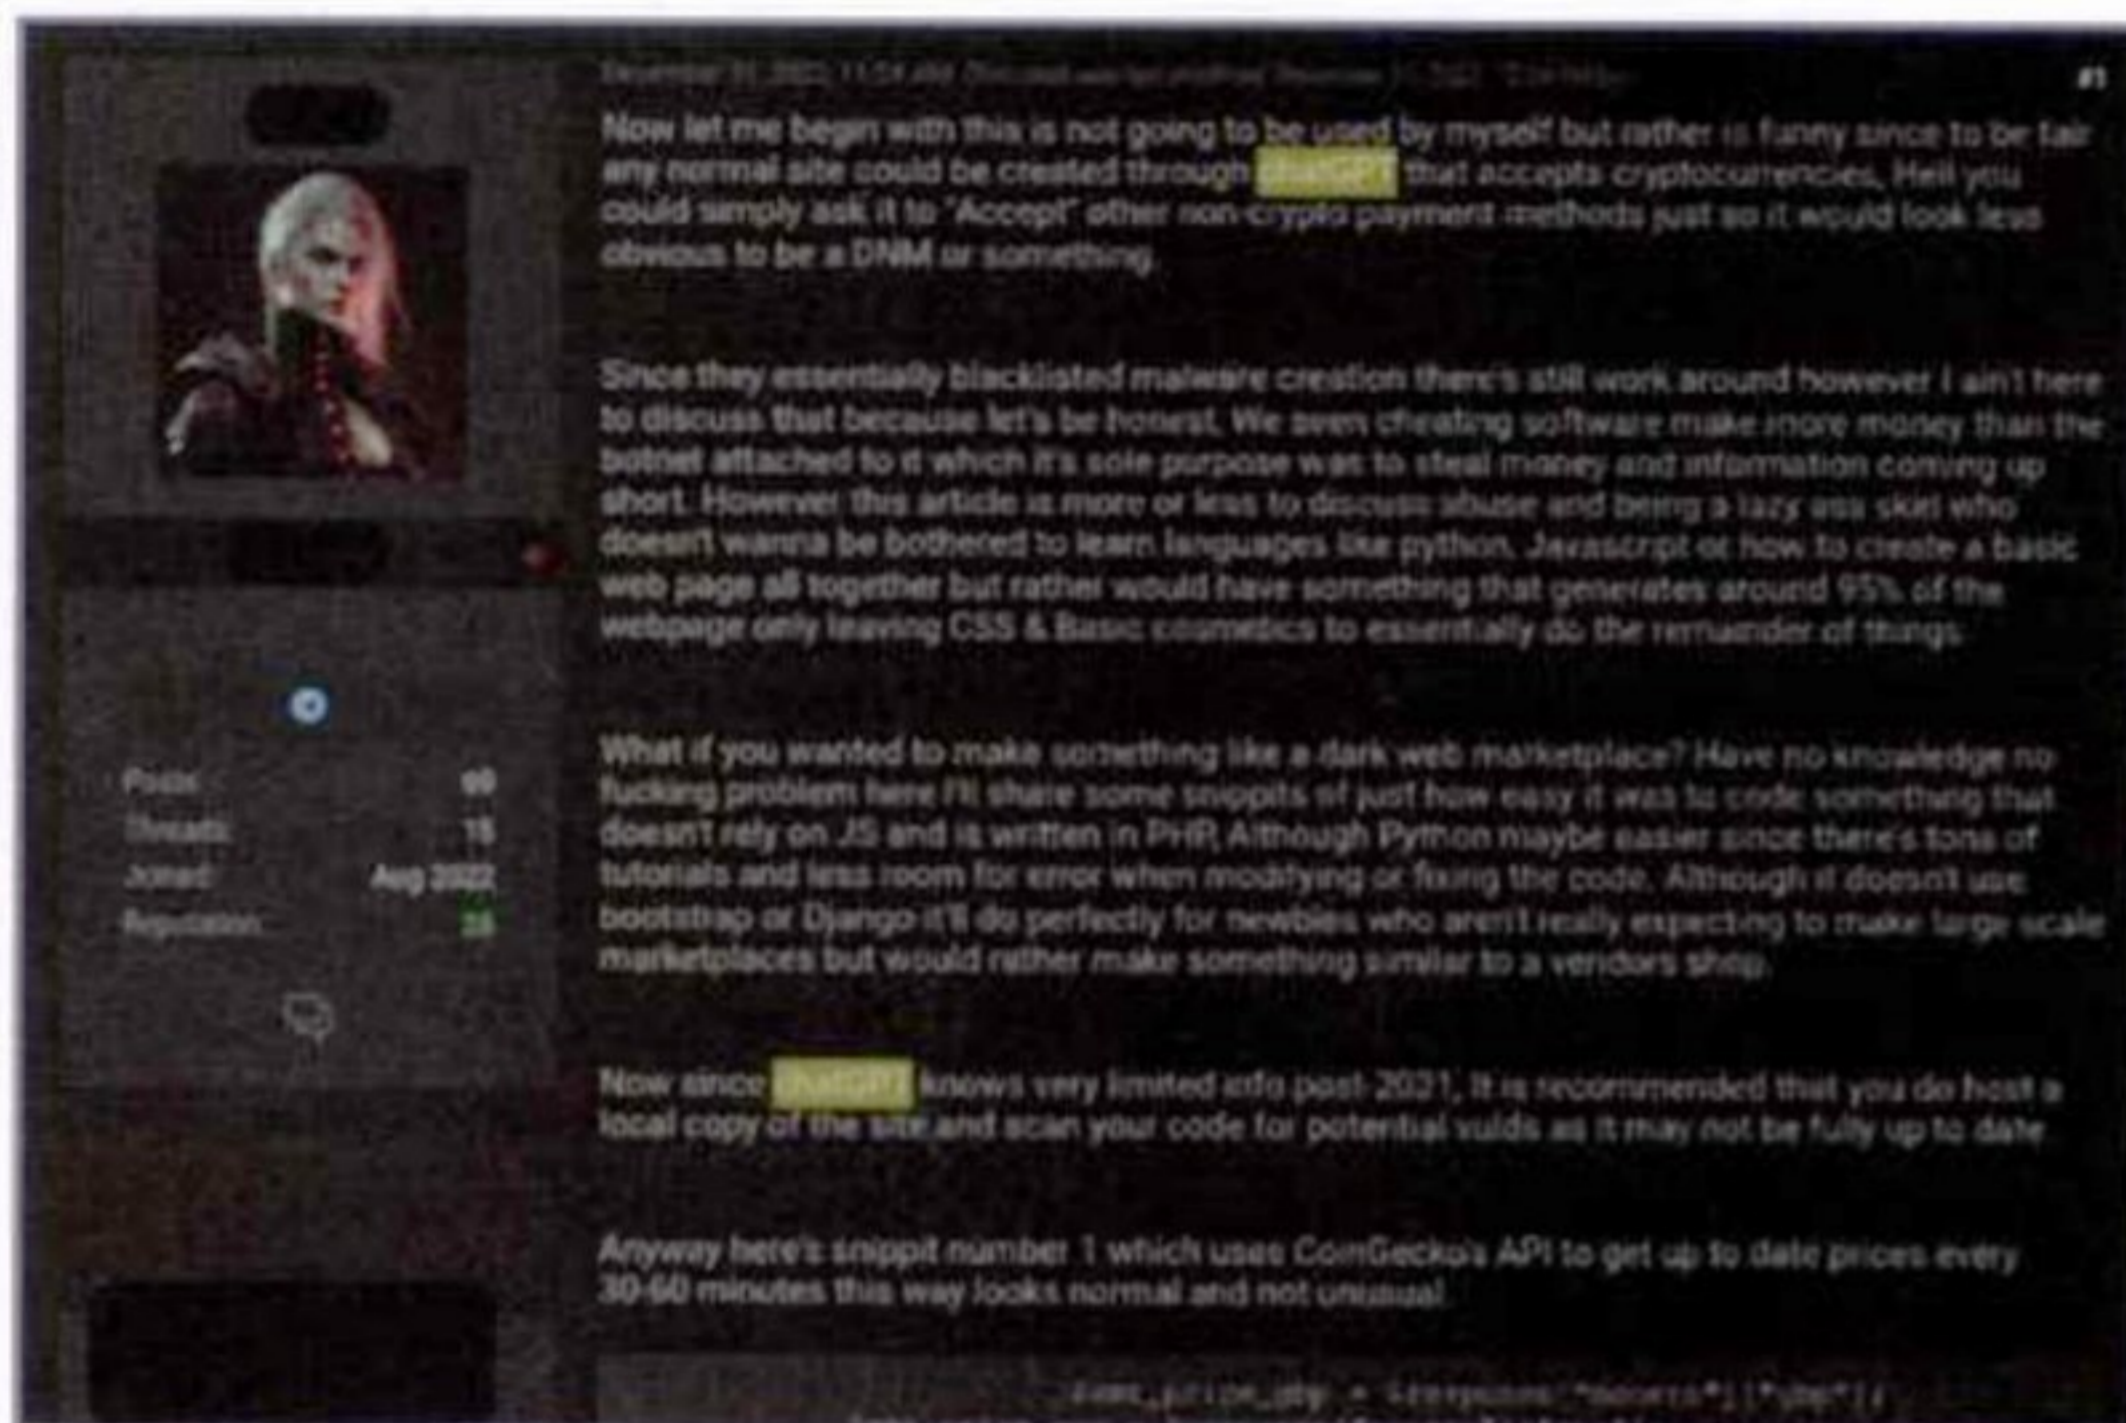 #1
Now let me begin with this is not going to be used by myself but rather is funny since to be fair
any normal site could be created through chatGPT that accepts cryptocurrencies, Hell you
could simply ask it to "Accept" other non-crypto payment methods just so it would look less
obvious to be a DNM or something
Since they essentially blacklisted malware creation there's still work around however I ain't here
to discuss that because let's be honest. We seen cheating software make more money than the
botnet attached to it which it's sole purpose was to steal money and information coming up
short. However this article is more or less to discuss abuse and being a lazy ass skid who
doesn't wanna be bothered to learn languages like python, Javascript or how to create a basic
web page all together but rather would have something that generates around 95% of the
webpage only leaving CSS & Basic cosmetics to essentially do the remainder of things
What if you wanted to make something like a dark web marketplace? Have no knowledge no
fucking problem here I'll share some snippits of just how easy it was to code something that
doesn't rely on JS and is written in PHP, Although Python maybe easier since there's tons of
tutorials and less room for error when modifying or fixing the code. Although it doesn't use
bootstrap or Django it'll do perfectly for newbies who aren't really expecting to make large scale
marketplaces but would rather make something similar to a vendors shop.
Posts:
Threads: 15
Joined: Aug 2022
Reputation:
Now since chatGPT knows very limited info post-2021, It is recommended that you do host a
local copy of the site and scan your code for potential vulds as it may not be fully up to date
Anyway here's snippit number 1 which uses CoinGecko's API to get up to date prices every
30-60 minutes this way looks normal and not unusual